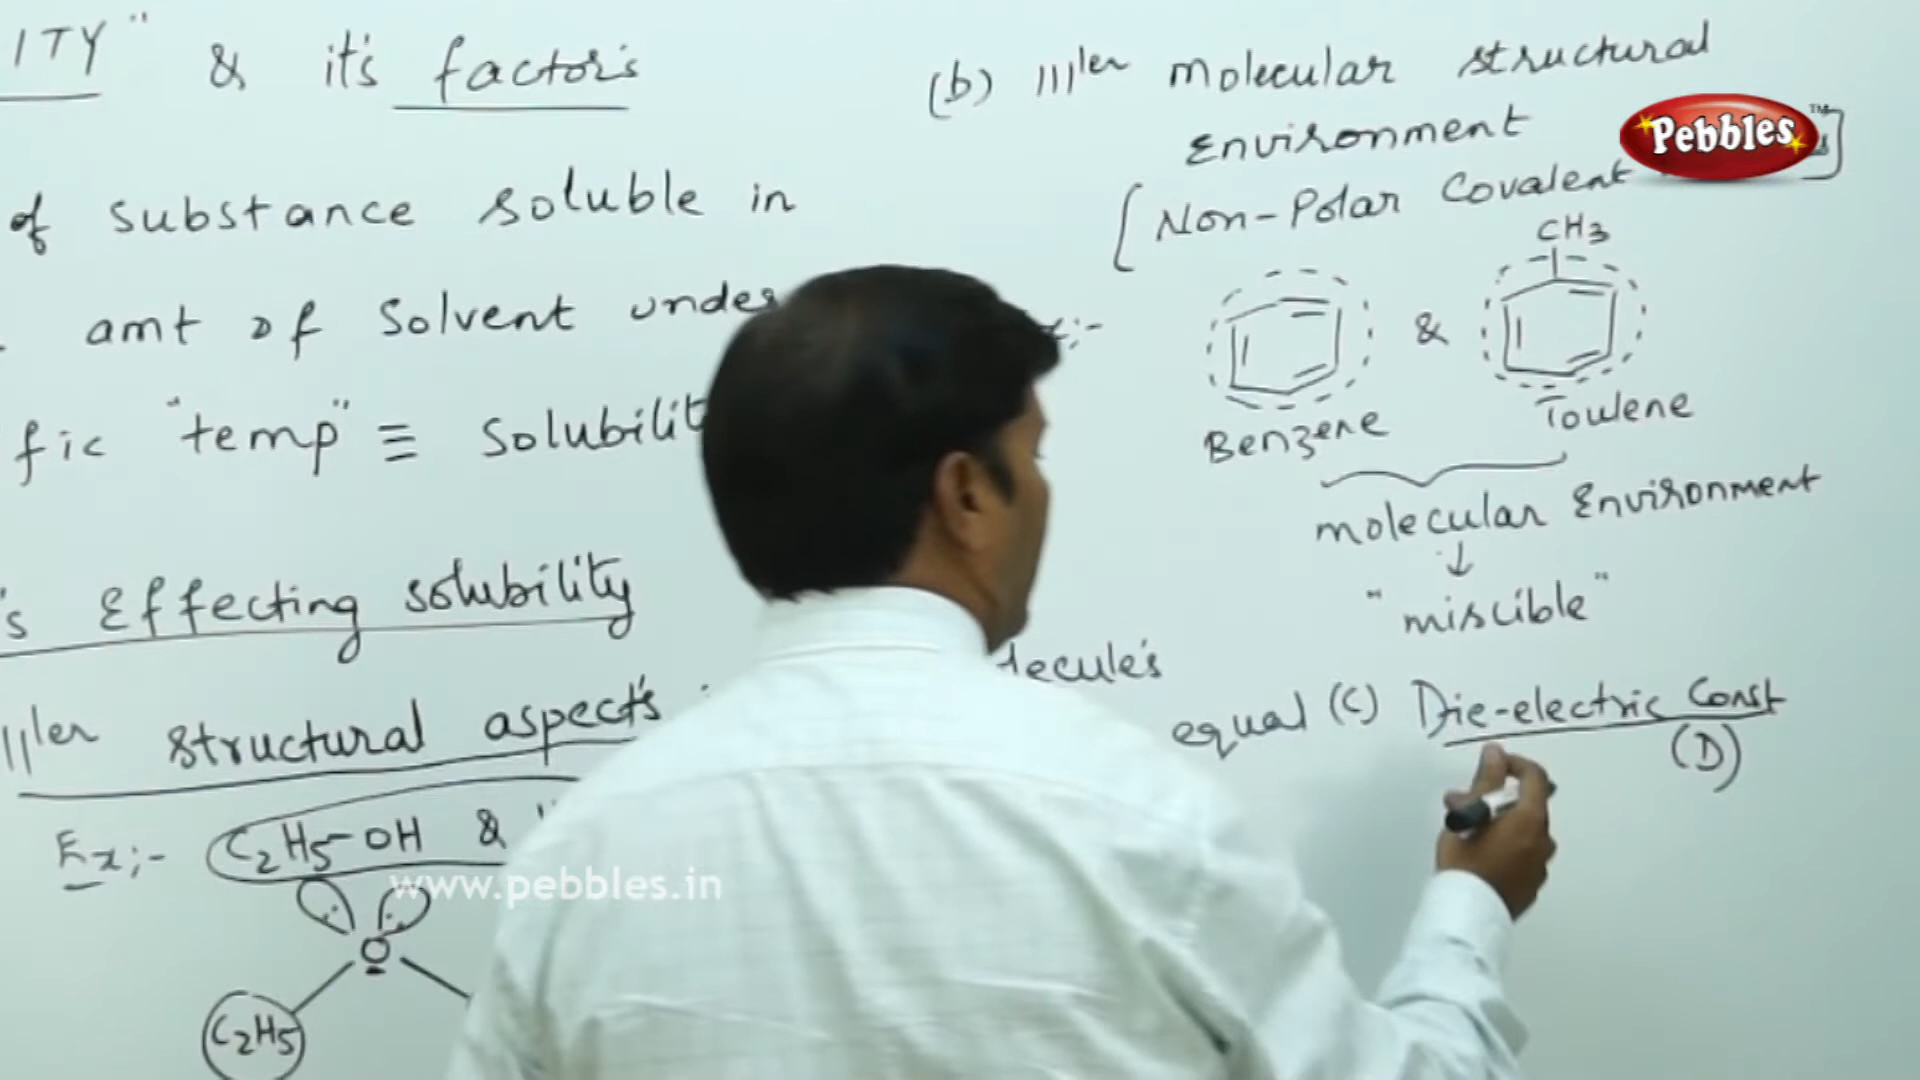 ITY" & it's factor's
of substance soluble in
amt of solvent under
fic "temp" ≡ solubilit
's Effecting solubility
|||ler structural aspect's
lecule's
Ex:-
C2H5-OH &
O
C2H5
(b) |||ler molecular structural
Environment
[Non-Polar Covalent
]
CH3
&
Benzene
Toulene
molecular Environment
↓
"miscible"
equal (c) Die-electric Const
(D)
Pebbles
TM
www.pebbles.in